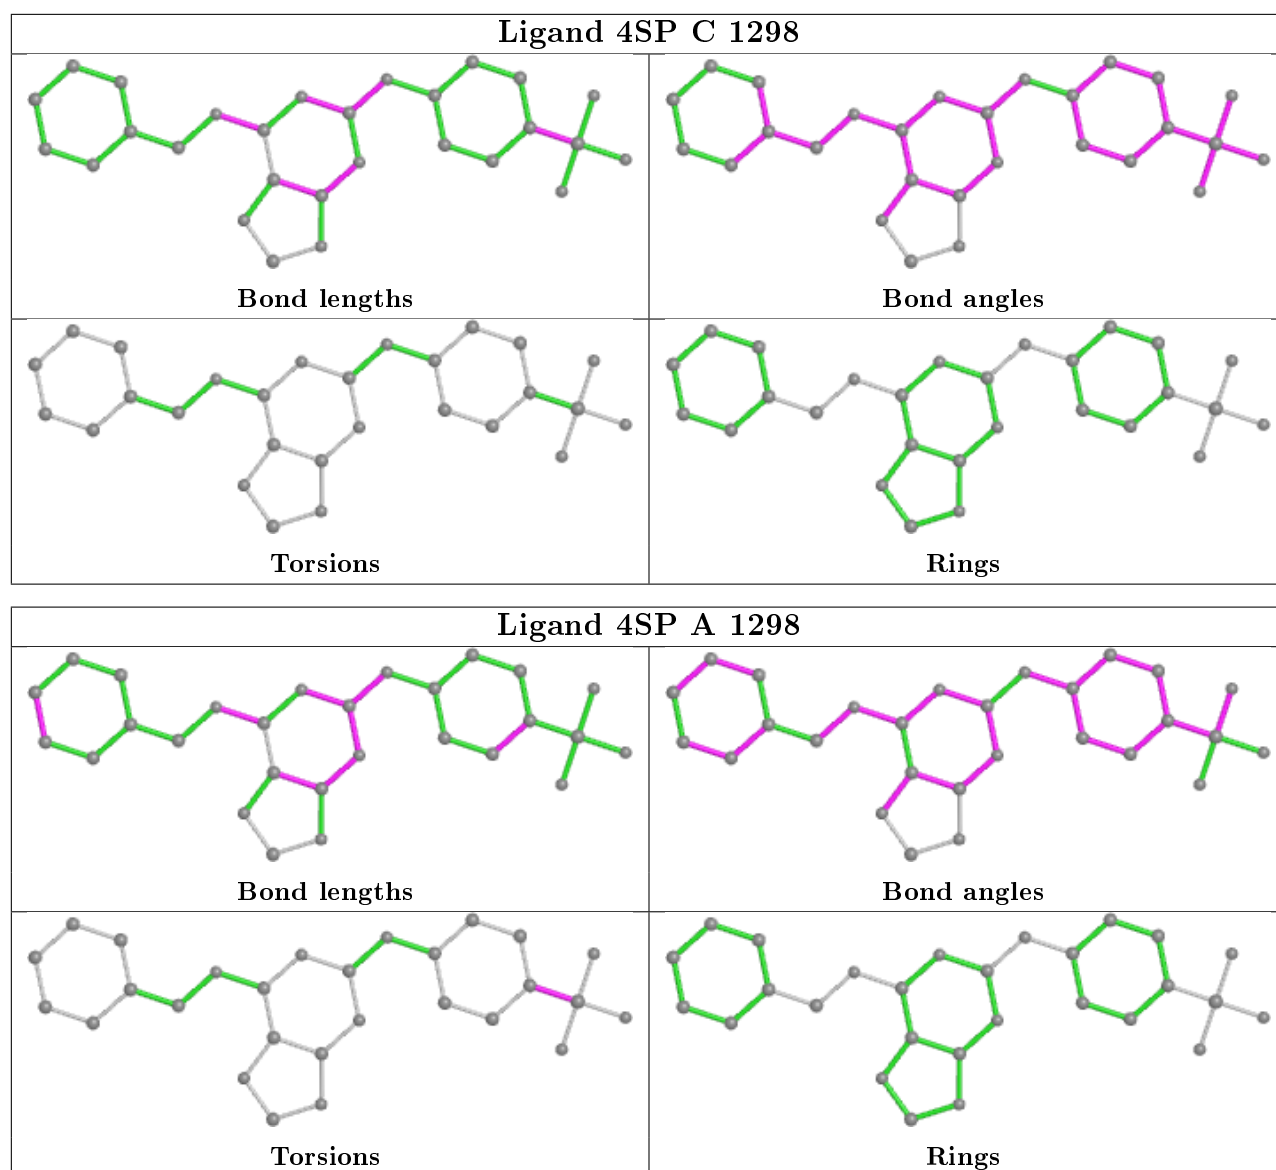 Ligand 4SP C 1298
Bond lengths
Bond angles
Torsions
Rings
Ligand 4SP A 1298
Bond lengths
Bond angles
Torsions
Rings